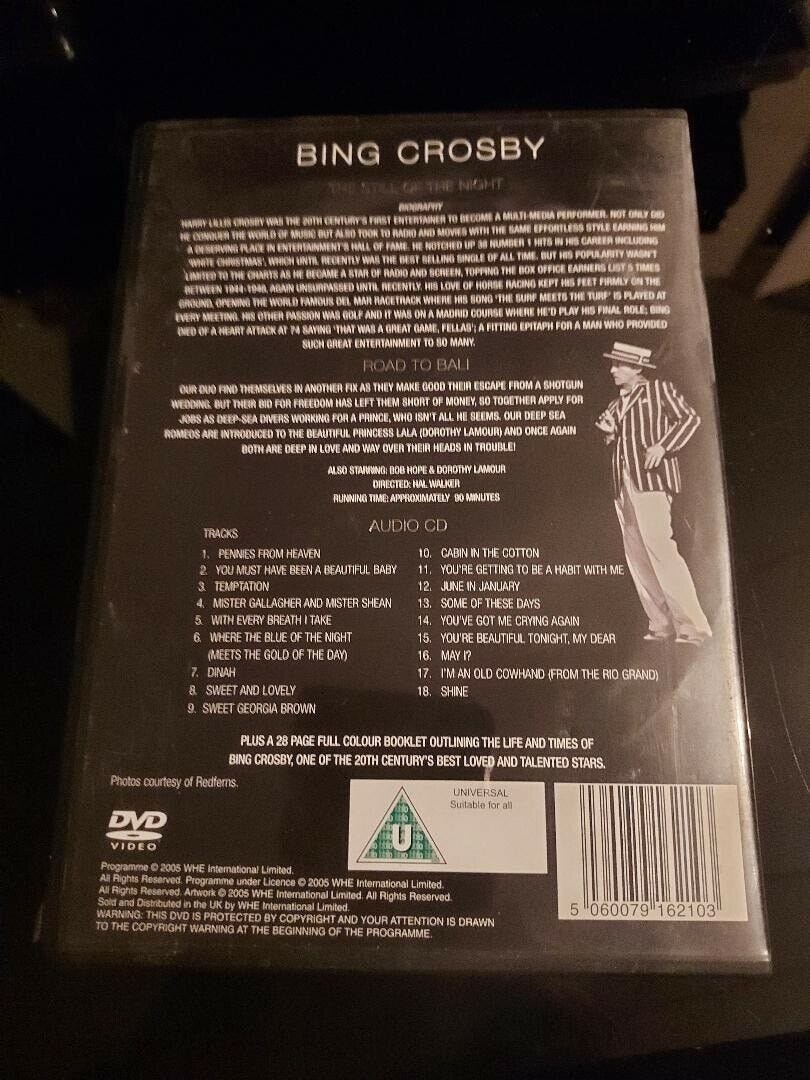 BING CROSBY
THE STILL OF THE NIGHT
BIOGRAPHY
HARRY LILLIS CROSBY WAS THE 20TH CENTURY'S FIRST ENTERTAINER TO BECOME A MULTI-MEDIA PERFORMER. NOT ONLY DID
HE CONQUER THE WORLD OF MUSIC BUT ALSO TOOK TO RADIO AND MOVIES WITH THE SAME EFFORTLESS STYLE EARNING HIM
A DESERVING PLACE IN ENTERTAINMENT'S HALL OF FAME. HE NOTCHED UP 38 NUMBER 1 HITS IN HIS CAREER INCLUDING
'WHITE CHRISTMAS', WHICH UNTIL RECENTLY WAS THE BEST SELLING SINGLE OF ALL TIME. BUT HIS POPULARITY WASN'T
LIMITED TO THE CHARTS AS HE BECAME A STAR OF RADIO AND SCREEN, TOPPING THE BOX OFFICE EARNERS LIST 5 TIMES
BETWEEN 1944-1948, AGAIN UNSURPASSED UNTIL RECENTLY. HIS LOVE OF HORSE RACING KEPT HIS FEET FIRMLY ON THE
GROUND, OPENING THE WORLD FAMOUS DEL MAR RACETRACK WHERE HIS SONG 'THE SURF MEETS THE TURF' IS PLAYED AT
EVERY MEETING. HIS OTHER PASSION WAS GOLF AND IT WAS ON A MADRID COURSE WHERE HE'D PLAY HIS FINAL ROLE; BING
DIED OF A HEART ATTACK AT 74 SAYING 'THAT WAS A GREAT GAME, FELLAS'; A FITTING EPITAPH FOR A MAN WHO PROVIDED
SUCH GREAT ENTERTAINMENT TO SO MANY.
ROAD TO BALI
OUR DUO FIND THEMSELVES IN ANOTHER FIX AS THEY MAKE GOOD THEIR ESCAPE FROM A SHOTGUN
WEDDING. BUT THEIR BID FOR FREEDOM HAS LEFT THEM SHORT OF MONEY, SO TOGETHER APPLY FOR
JOBS AS DEEP-SEA DIVERS WORKING FOR A PRINCE, WHO ISN'T ALL HE SEEMS. OUR DEEP SEA
ROMEOS ARE INTRODUCED TO THE BEAUTIFUL PRINCESS LALA (DOROTHY LAMOUR) AND ONCE AGAIN
BOTH ARE DEEP IN LOVE AND WAY OVER THEIR HEADS IN TROUBLE!
ALSO STARRING: BOB HOPE & DOROTHY LAMOUR
DIRECTED: HAL WALKER
RUNNING TIME: APPROXIMATELY 90 MINUTES
AUDIO CD
TRACKS
1. PENNIES FROM HEAVEN
2. YOU MUST HAVE BEEN A BEAUTIFUL BABY
3. TEMPTATION
4. MISTER GALLAGHER AND MISTER SHEAN
5. WITH EVERY BREATH I TAKE
6. WHERE THE BLUE OF THE NIGHT
(MEETS THE GOLD OF THE DAY)
7. DINAH
8. SWEET AND LOVELY
9. SWEET GEORGIA BROWN
10. CABIN IN THE COTTON
11. YOU'RE GETTING TO BE A HABIT WITH ME
12. JUNE IN JANUARY
13. SOME OF THESE DAYS
14. YOU'VE GOT ME CRYING AGAIN
15. YOU'RE BEAUTIFUL TONIGHT, MY DEAR
16. MAY I?
17. I'M AN OLD COWHAND (FROM THE RIO GRAND)
18. SHINE
PLUS A 28 PAGE FULL COLOUR BOOKLET OUTLINING THE LIFE AND TIMES OF
BING CROSBY, ONE OF THE 20TH CENTURY'S BEST LOVED AND TALENTED STARS.
Photos courtesy of Redferns.
DVD
VIDEO
U
UNIVERSAL
Suitable for all
5 060079 162103
Programme © 2005 WHE International Limited.
All Rights Reserved. Programme under Licence © 2005 WHE International Limited.
All Rights Reserved. Artwork © 2005 WHE International Limited. All Rights Reserved.
Sold and Distributed in the UK by WHE International Limited.
WARNING: THIS DVD IS PROTECTED BY COPYRIGHT AND YOUR ATTENTION IS DRAWN
TO THE COPYRIGHT WARNING AT THE BEGINNING OF THE PROGRAMME.